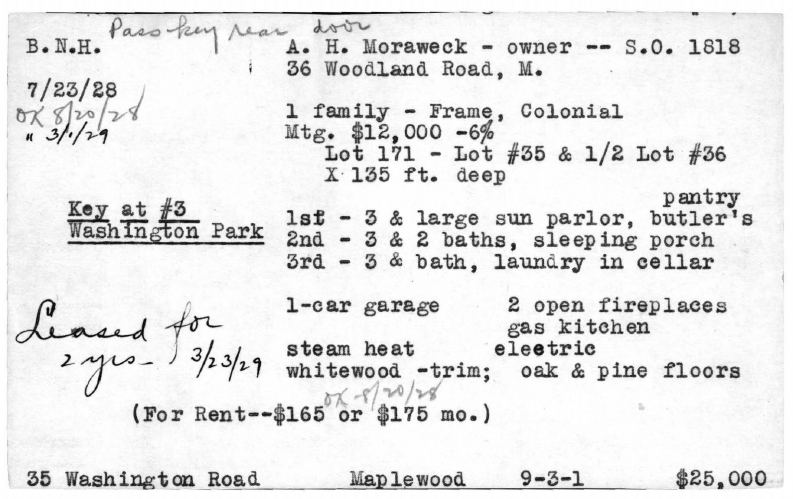 Pass key rear door
B.N.H. A. H. Moraweck - owner -- S.O. 1818
36 Woodland Road, M.
7/23/28
OK 8/20/28 1 family - Frame, Colonial
" 3/1/29 Mtg. $12,000 -6%
Lot 171 - Lot #35 & 1/2 Lot #36
X 135 ft. deep
pantry
Key at #3 1st - 3 & large sun parlor, butler's
Washington Park 2nd - 3 & 2 baths, sleeping porch
3rd - 3 & bath, laundry in cellar
1-car garage 2 open fireplaces
Leased for gas kitchen
2 yrs - 3/23/29 steam heat eleetric
whitewood -trim; oak & pine floors
OK 8/20/28
(For Rent--$165 or $175 mo.)
35 Washington Road Maplewood 9-3-1 $25,000